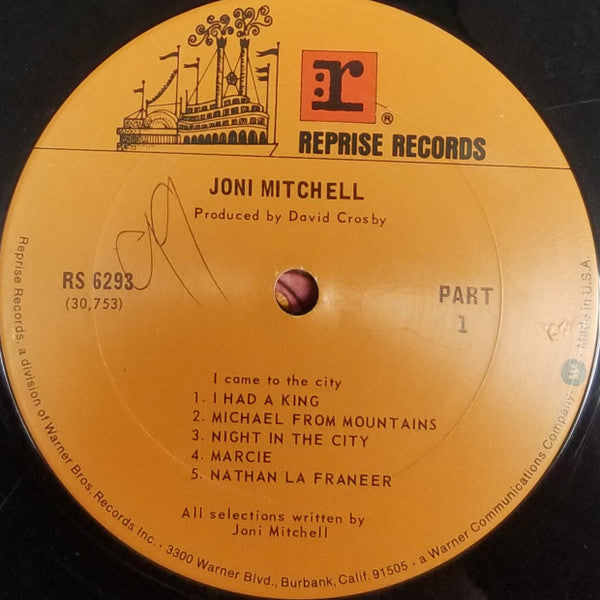 r
®
REPRISE RECORDS
JONI MITCHELL
Produced by David Crosby
RS 6293
(30,753)
PART
1
I came to the city
1. I HAD A KING
2. MICHAEL FROM MOUNTAINS
3. NIGHT IN THE CITY
4. MARCIE
5. NATHAN LA FRANEER
All selections written by
Joni Mitchell
Reprise Records, a division of Warner Bros. Records Inc. • 3300 Warner Blvd., Burbank, Calif. 91505 • a Warner Communications Company. • Made in U.S.A.